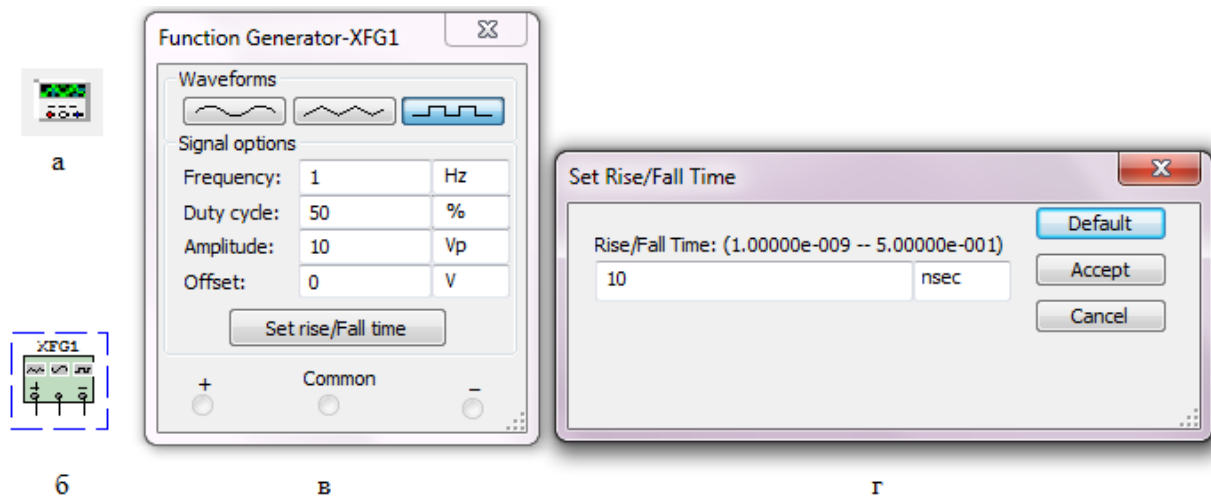 а
XFG1
б
Function Generator-XFG1
Waveforms
Signal options
Frequency: 1 Hz
Duty cycle: 50 %
Amplitude: 10 Vp
Offset: 0 V
Set rise/Fall time
+ Common −
в
Set Rise/Fall Time
Rise/Fall Time: (1.00000e-009 -- 5.00000e-001)
10 nsec
Default
Accept
Cancel
г